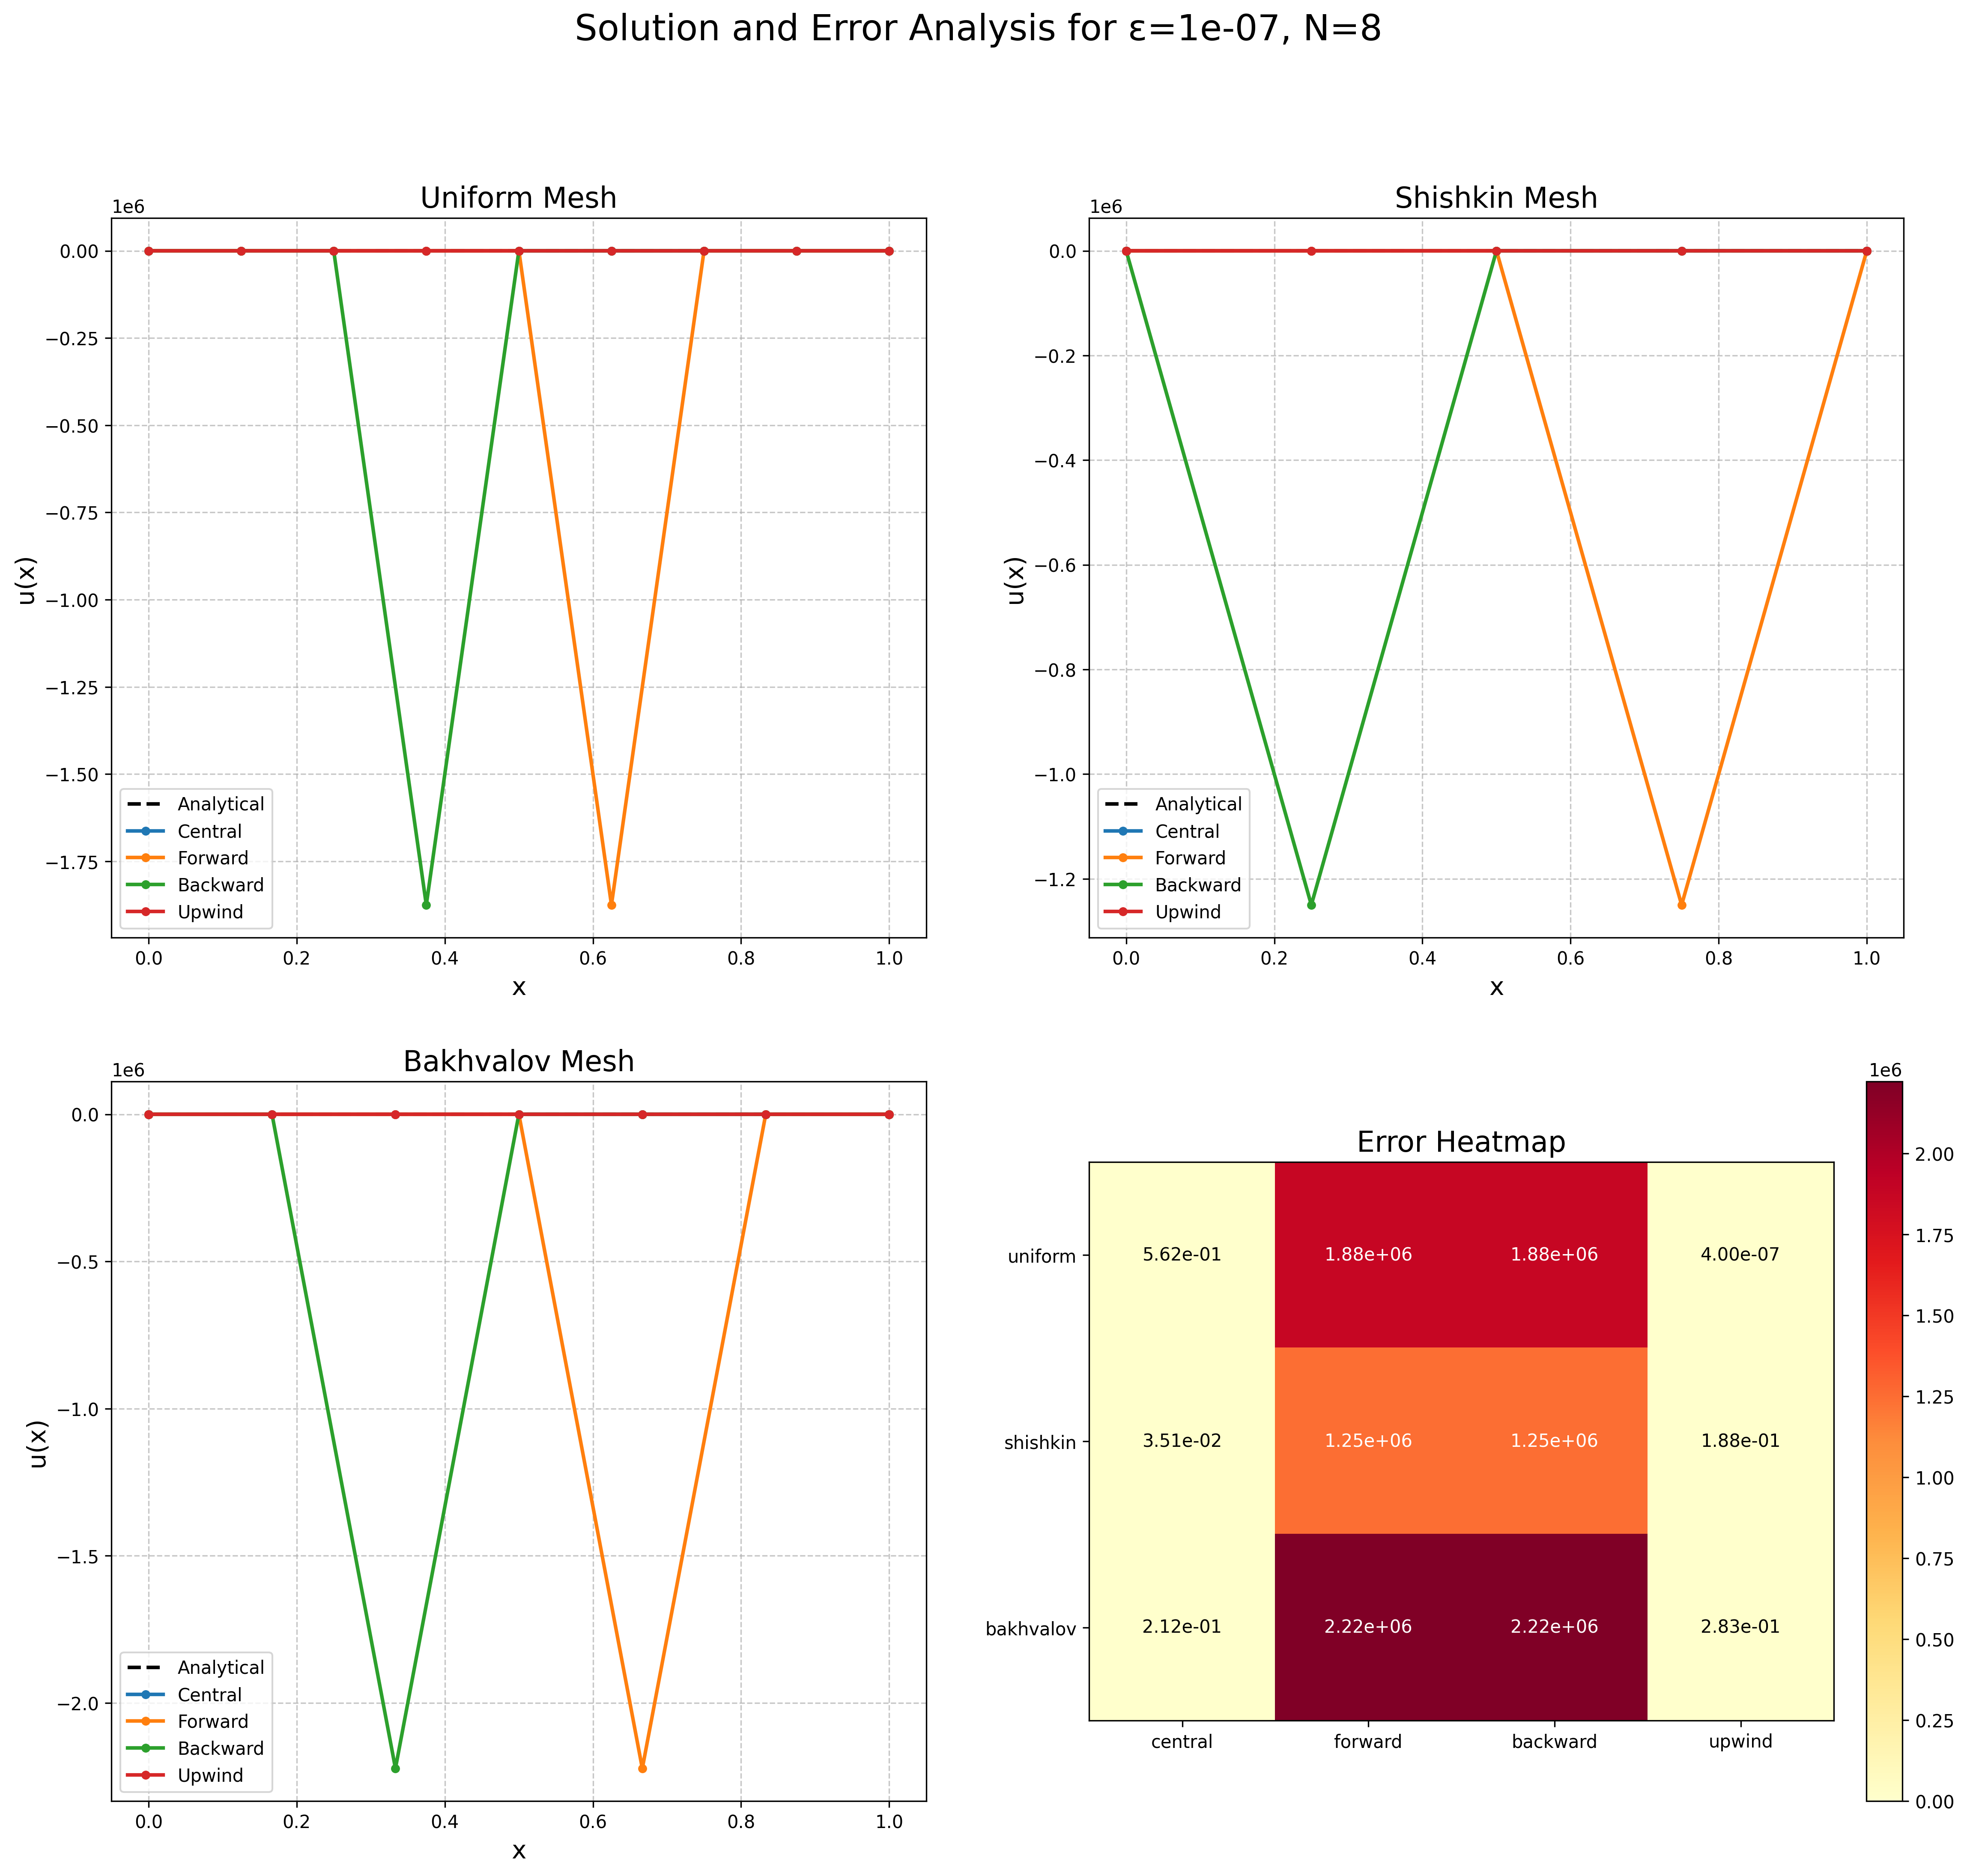 Solution and Error Analysis for ε=1e-07, N=8
Uniform Mesh
1e6
0.00
−0.25
−0.50
−0.75
−1.00
−1.25
−1.50
−1.75
u(x)
Analytical
Central
Forward
Backward
Upwind
0.0 0.2 0.4 0.6 0.8 1.0
x
Shishkin Mesh
1e6
0.0
−0.2
−0.4
−0.6
−0.8
−1.0
−1.2
u(x)
Analytical
Central
Forward
Backward
Upwind
0.0 0.2 0.4 0.6 0.8 1.0
x
Bakhvalov Mesh
1e6
0.0
−0.5
−1.0
−1.5
−2.0
u(x)
Analytical
Central
Forward
Backward
Upwind
0.0 0.2 0.4 0.6 0.8 1.0
x
Error Heatmap
uniform 5.62e-01 1.88e+06 1.88e+06 4.00e-07
shishkin 3.51e-02 1.25e+06 1.25e+06 1.88e-01
bakhvalov 2.12e-01 2.22e+06 2.22e+06 2.83e-01
central forward backward upwind
1e6
2.00
1.75
1.50
1.25
1.00
0.75
0.50
0.25
0.00